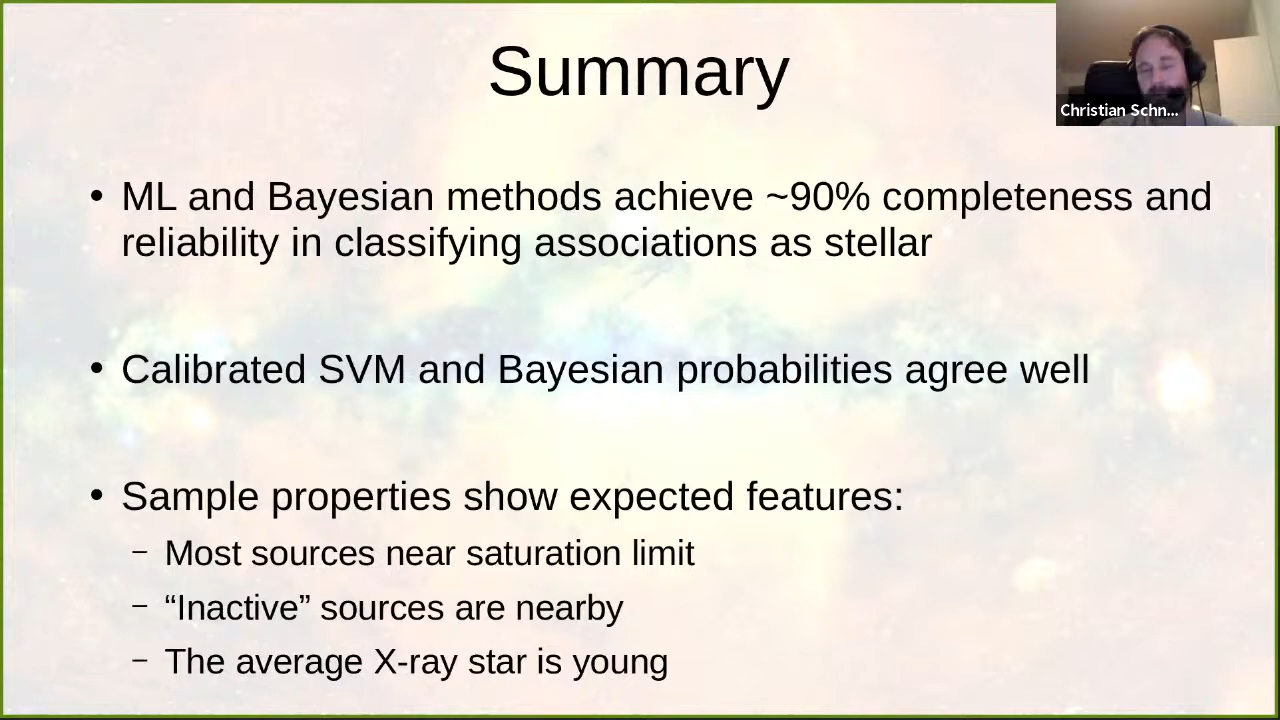 Summary
Christian Schn...
• ML and Bayesian methods achieve ~90% completeness and
reliability in classifying associations as stellar
• Calibrated SVM and Bayesian probabilities agree well
• Sample properties show expected features:
– Most sources near saturation limit
– “Inactive” sources are nearby
– The average X-ray star is young